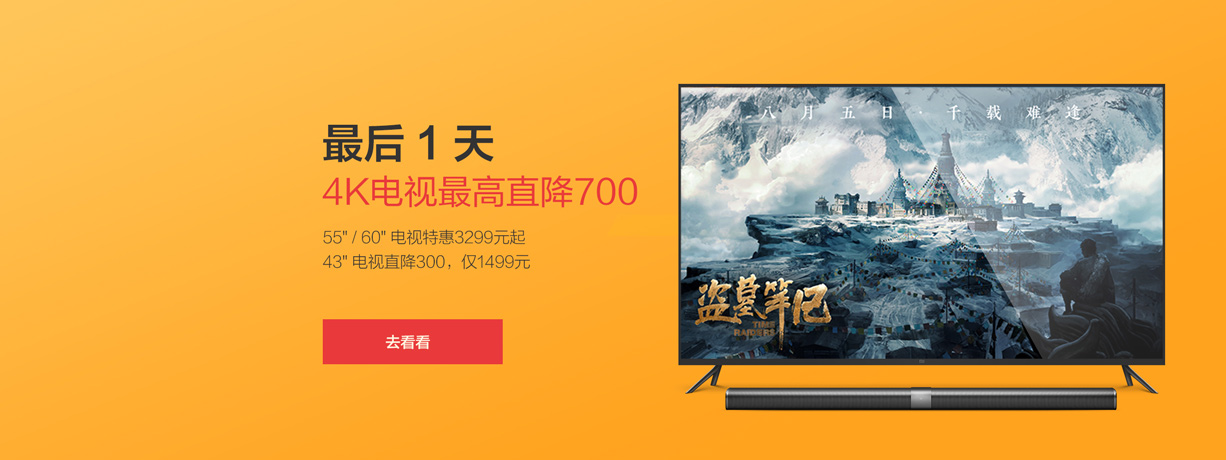 最后 1 天
4K电视最高直降700
55" / 60" 电视特惠3299元起
43" 电视直降300，仅1499元
去看看
八月五日·千载难逢
盗墓笔记
TIME
RAIDERS